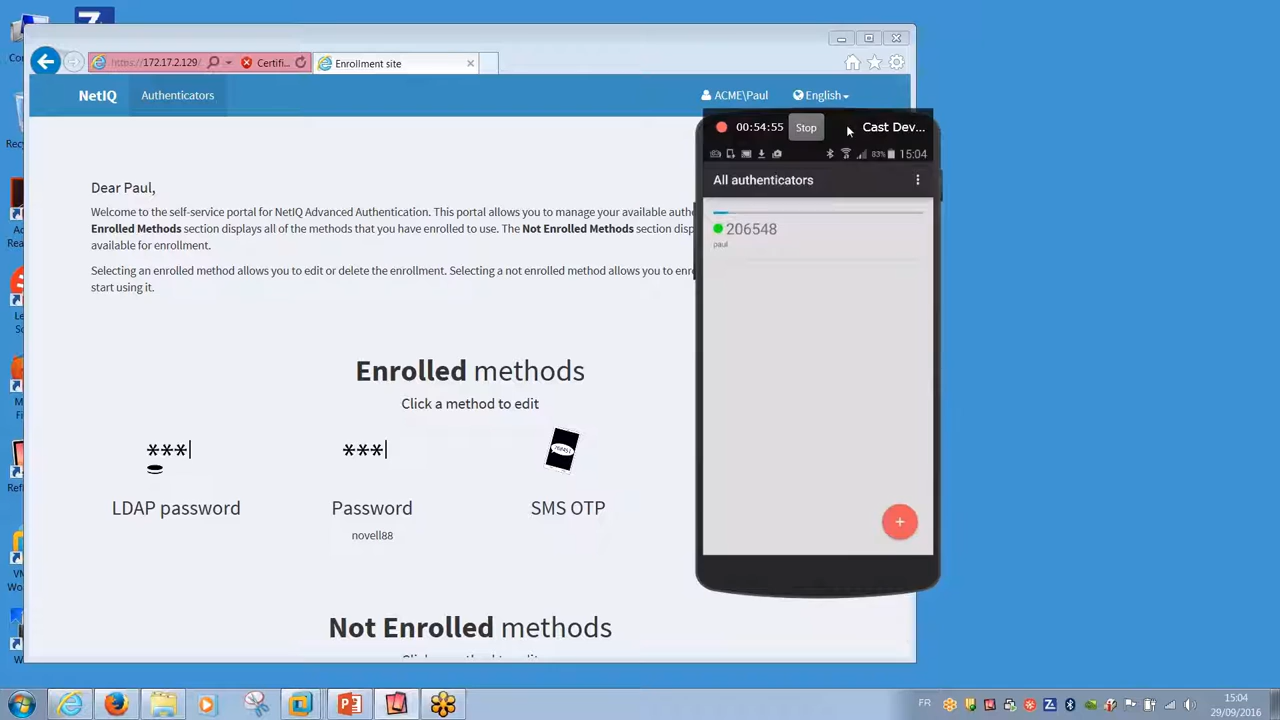 https://172.17.2.129/
Certifi...
Enrollment site
NetIQ
Authenticators
ACME\Paul
English
00:54:55
Stop
Cast Dev...
83%
15:04
All authenticators
206548
paul
Dear Paul,
Welcome to the self-service portal for NetIQ Advanced Authentication. This portal allows you to manage your available
Enrolled Methods section displays all of the methods that you have enrolled to use. The Not Enrolled Methods section
available for enrollment.
Selecting an enrolled method allows you to edit or delete the enrollment. Selecting a not enrolled method allows you to
start using it.
Enrolled methods
Click a method to edit
***|
***|
LDAP password
Password
SMS OTP
novell88
+
Not Enrolled methods
FR
15:04
29/09/2016